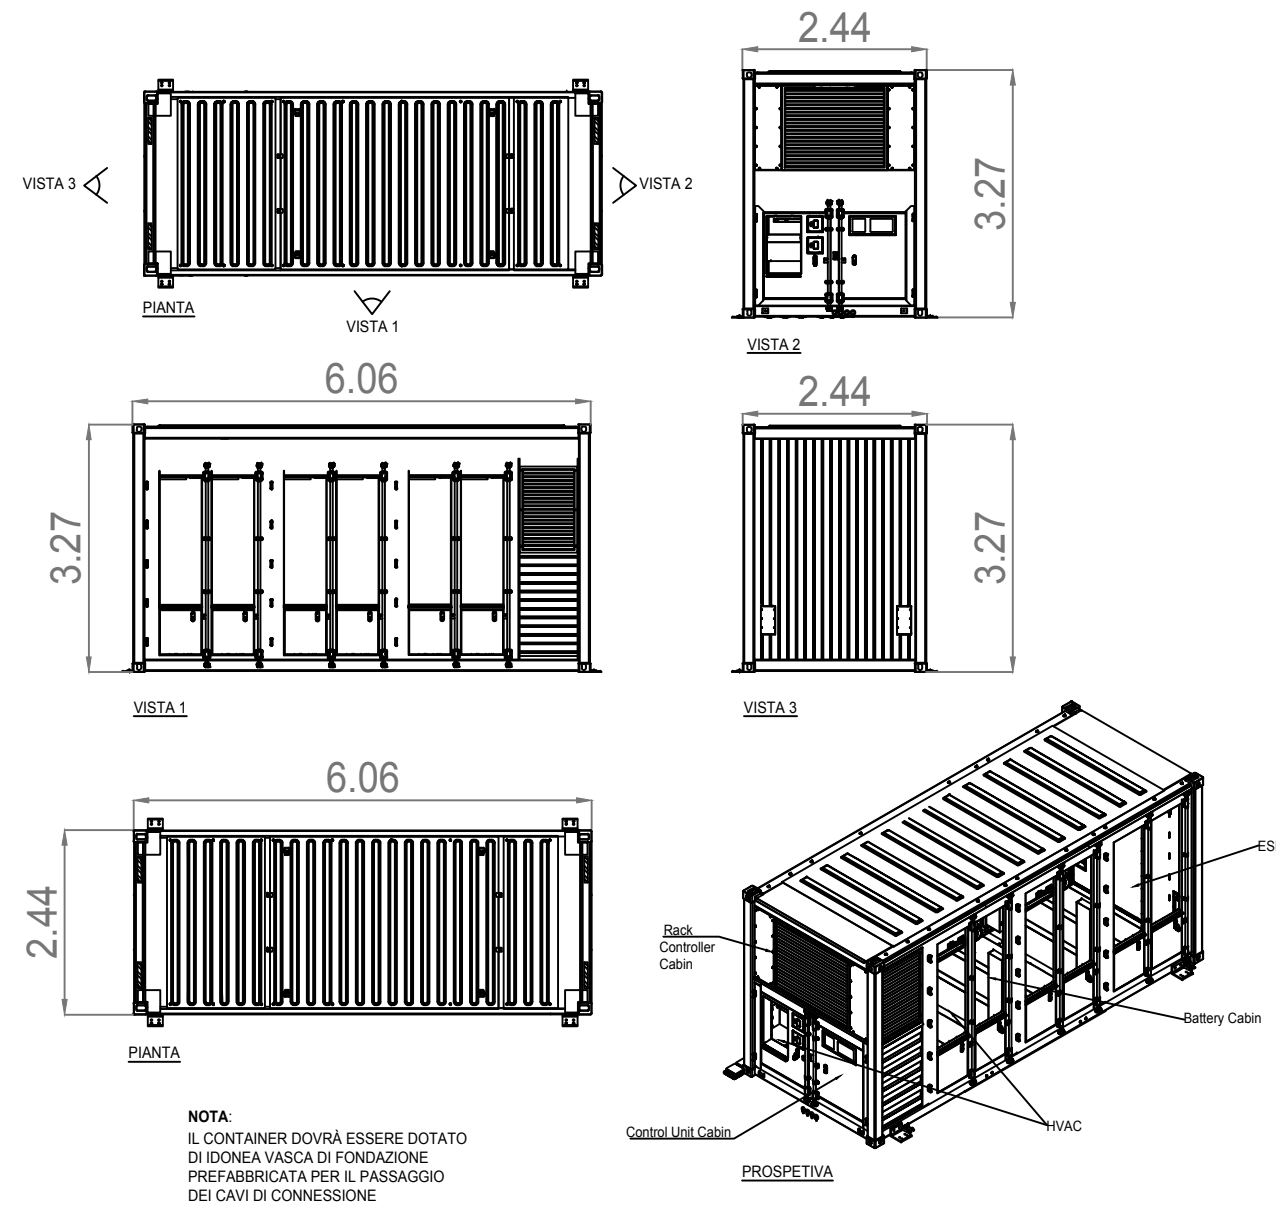 2.44
3.27
VISTA 3
VISTA 2
PIANTA
VISTA 1
VISTA 2
6.06
3.27
VISTA 1
2.44
3.27
VISTA 3
6.06
2.44
PIANTA
NOTA:
IL CONTAINER DOVRÀ ESSERE DOTATO
DI IDONEA VASCA DI FONDAZIONE
PREFABBRICATA PER IL PASSAGGIO
DEI CAVI DI CONNESSIONE
Rack
Controller
Cabin
Battery Cabin
HVAC
Control Unit Cabin
PROSPETIVA